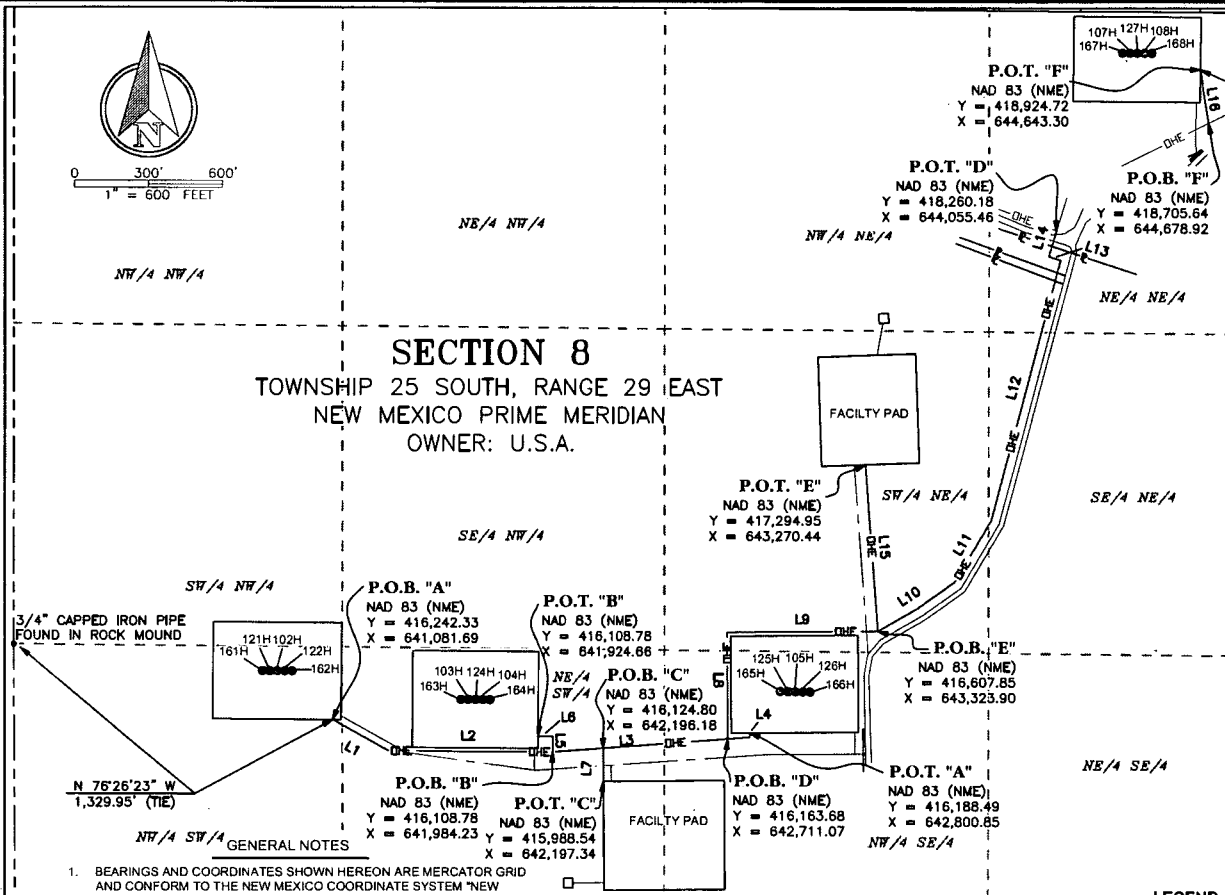 N
0 300' 600'
1" = 600 FEET
NW/4 NW/4
NE/4 NW/4
NW/4 NE/4
NE/4 NE/4
107H 127H 108H
167H 168H
P.O.T. "F"
NAD 83 (NME)
Y = 418,924.72
X = 644,643.30
L16
OHE
P.O.B. "F"
NAD 83 (NME)
Y = 418,705.64
X = 644,678.92
P.O.T. "D"
NAD 83 (NME)
Y = 418,260.18
X = 644,055.46
OHE
L14
L13
OHE
L12
OHE
SECTION 8
TOWNSHIP 25 SOUTH, RANGE 29 EAST
NEW MEXICO PRIME MERIDIAN
OWNER: U.S.A.
FACILTY PAD
P.O.T. "E"
NAD 83 (NME)
Y = 417,294.95
X = 643,270.44
SW/4 NE/4
SE/4 NE/4
SE/4 NW/4
SW/4 NW/4
OHE
L15
L11
OHE
L10
3/4" CAPPED IRON PIPE
FOUND IN ROCK MOUND
121H 102H
161H 122H
162H
P.O.B. "A"
NAD 83 (NME)
Y = 416,242.33
X = 641,081.69
P.O.T. "B"
NAD 83 (NME)
Y = 416,108.78
X = 641,924.66
103H 124H 104H
163H 164H
NE/4
SW/4
P.O.B. "C"
NAD 83 (NME)
Y = 416,124.80
X = 642,196.18
L9
OHE
OHE
L8
125H 105H 126H
165H 166H
P.O.B. "E"
NAD 83 (NME)
Y = 416,607.85
X = 643,323.90
L1
OHE
L2
OHE
L5
L6
L3
OHE
L4
L7
N 76°26'23" W
1,329.95' (TIE)
P.O.B. "B"
NAD 83 (NME)
Y = 416,108.78
X = 641,984.23
P.O.T. "C"
NAD 83 (NME)
Y = 415,988.54
X = 642,197.34
FACILTY PAD
P.O.B. "D"
NAD 83 (NME)
Y = 416,163.68
X = 642,711.07
P.O.T. "A"
NAD 83 (NME)
Y = 416,188.49
X = 642,800.85
NE/4 SE/4
NW/4 SE/4
NW/4 SW/4
GENERAL NOTES
1. BEARINGS AND COORDINATES SHOWN HEREON ARE MERCATOR GRID
AND CONFORM TO THE NEW MEXICO COORDINATE SYSTEM "NEW
LEGEND